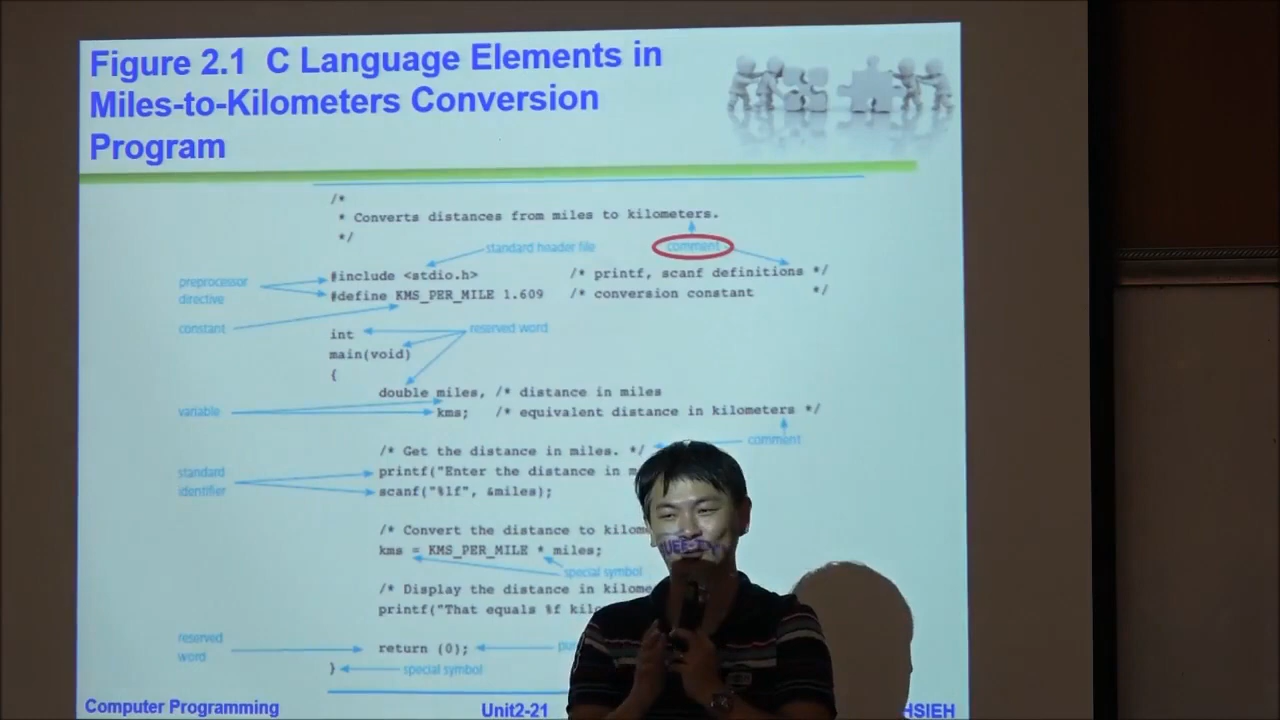 Figure 2.1 C Language Elements in
Miles-to-Kilometers Conversion
Program
/*
* Converts distances from miles to kilometers.
*/
standard header file
comment
preprocessor
directive
#include <stdio.h> /* printf, scanf definitions */
#define KMS_PER_MILE 1.609 /* conversion constant */
constant
int
reserved word
main(void)
{
double miles, /* distance in miles
variable
kms; /* equivalent distance in kilometers */
comment
/* Get the distance in miles. */
standard
identifier
printf("Enter the distance in
scanf("%lf", &miles);
/* Convert the distance to
kms = KMS_PER_MILE * miles;
special symbol
/* Display the distance in
printf("That equals %f
reserved
word
return (0);
}
special symbol
Computer Programming
Unit2-21
HSIEH